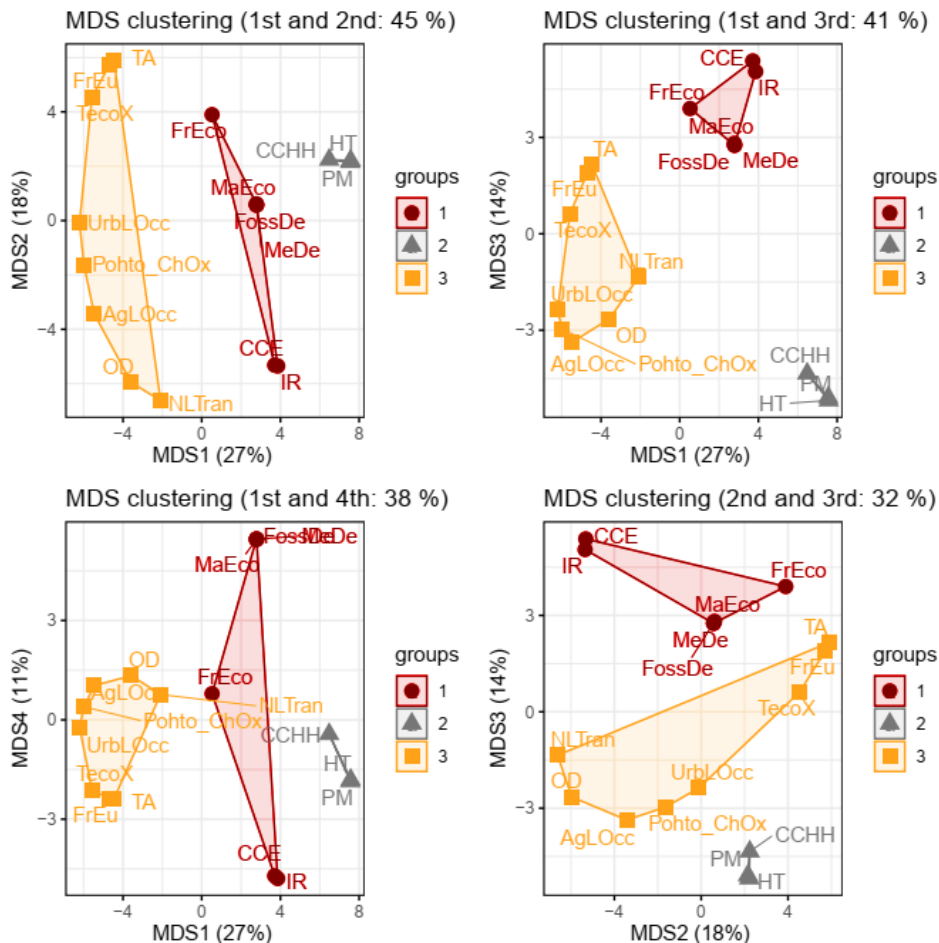 MDS clustering (1st and 2nd: 45 %)
TA
FrEu
TecoX
4
FrEco
CCHH
HT
PM
MaEco
FossDe
MeDe
UrbLOcc
Pohto_ChOx
AgLOcc
OD
NLTran
CCE
IR
0
−4
MDS2 (18%)
−4
0
4
8
MDS1 (27%)
groups
1
2
3
MDS clustering (1st and 3rd: 41 %)
CCE
IR
FrEco
MaEco
FossDe
MeDe
TA
FrEu
TecoX
NLTran
UrbLOcc
OD
AgLOcc
Pohto_ChOx
CCHH
PM
HT
3
0
−3
MDS3 (14%)
−4
0
4
8
MDS1 (27%)
groups
1
2
3
MDS clustering (1st and 4th: 38 %)
FossDe
MeDe
MaEco
FrEco
OD
AgLOcc
NLTran
Pohto_ChOx
UrbLOcc
TecoX
FrEu
TA
CCHH
HT
PM
CCE
IR
3
0
−3
MDS4 (11%)
−4
0
4
8
MDS1 (27%)
groups
1
2
3
MDS clustering (2nd and 3rd: 32 %)
CCE
IR
FrEco
MaEco
MeDe
FossDe
TA
FrEu
TecoX
NLTran
OD
UrbLOcc
AgLOcc
Pohto_ChOx
CCHH
PM
HT
3
0
−3
MDS3 (14%)
−4
0
4
MDS2 (18%)
groups
1
2
3